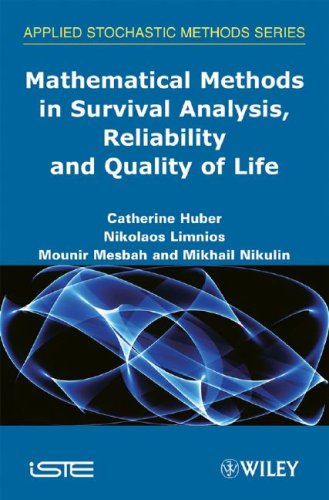 APPLIED STOCHASTIC METHODS SERIES
Mathematical Methods
in Survival Analysis,
Reliability
and Quality of Life
Catherine Huber
Nikolaos Limnios
Mounir Mesbah and Mikhail Nikulin
iSTE
WILEY